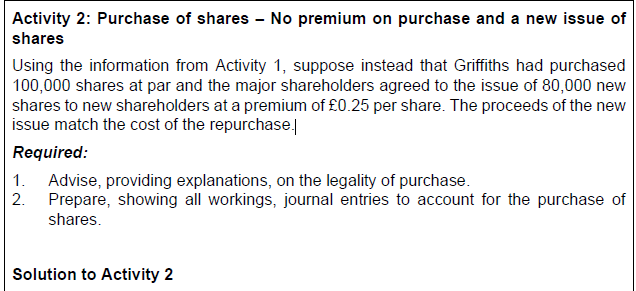 Activity 2: Purchase of shares – No premium on purchase and a new issue of
shares
Using the information from Activity 1, suppose instead that Griffiths had purchased
100,000 shares at par and the major shareholders agreed to the issue of 80,000 new
shares to new shareholders at a premium of £0.25 per share. The proceeds of the new
issue match the cost of the repurchase.
Required:
1. Advise, providing explanations, on the legality of purchase.
2. Prepare, showing all workings, journal entries to account for the purchase of
shares.
Solution to Activity 2